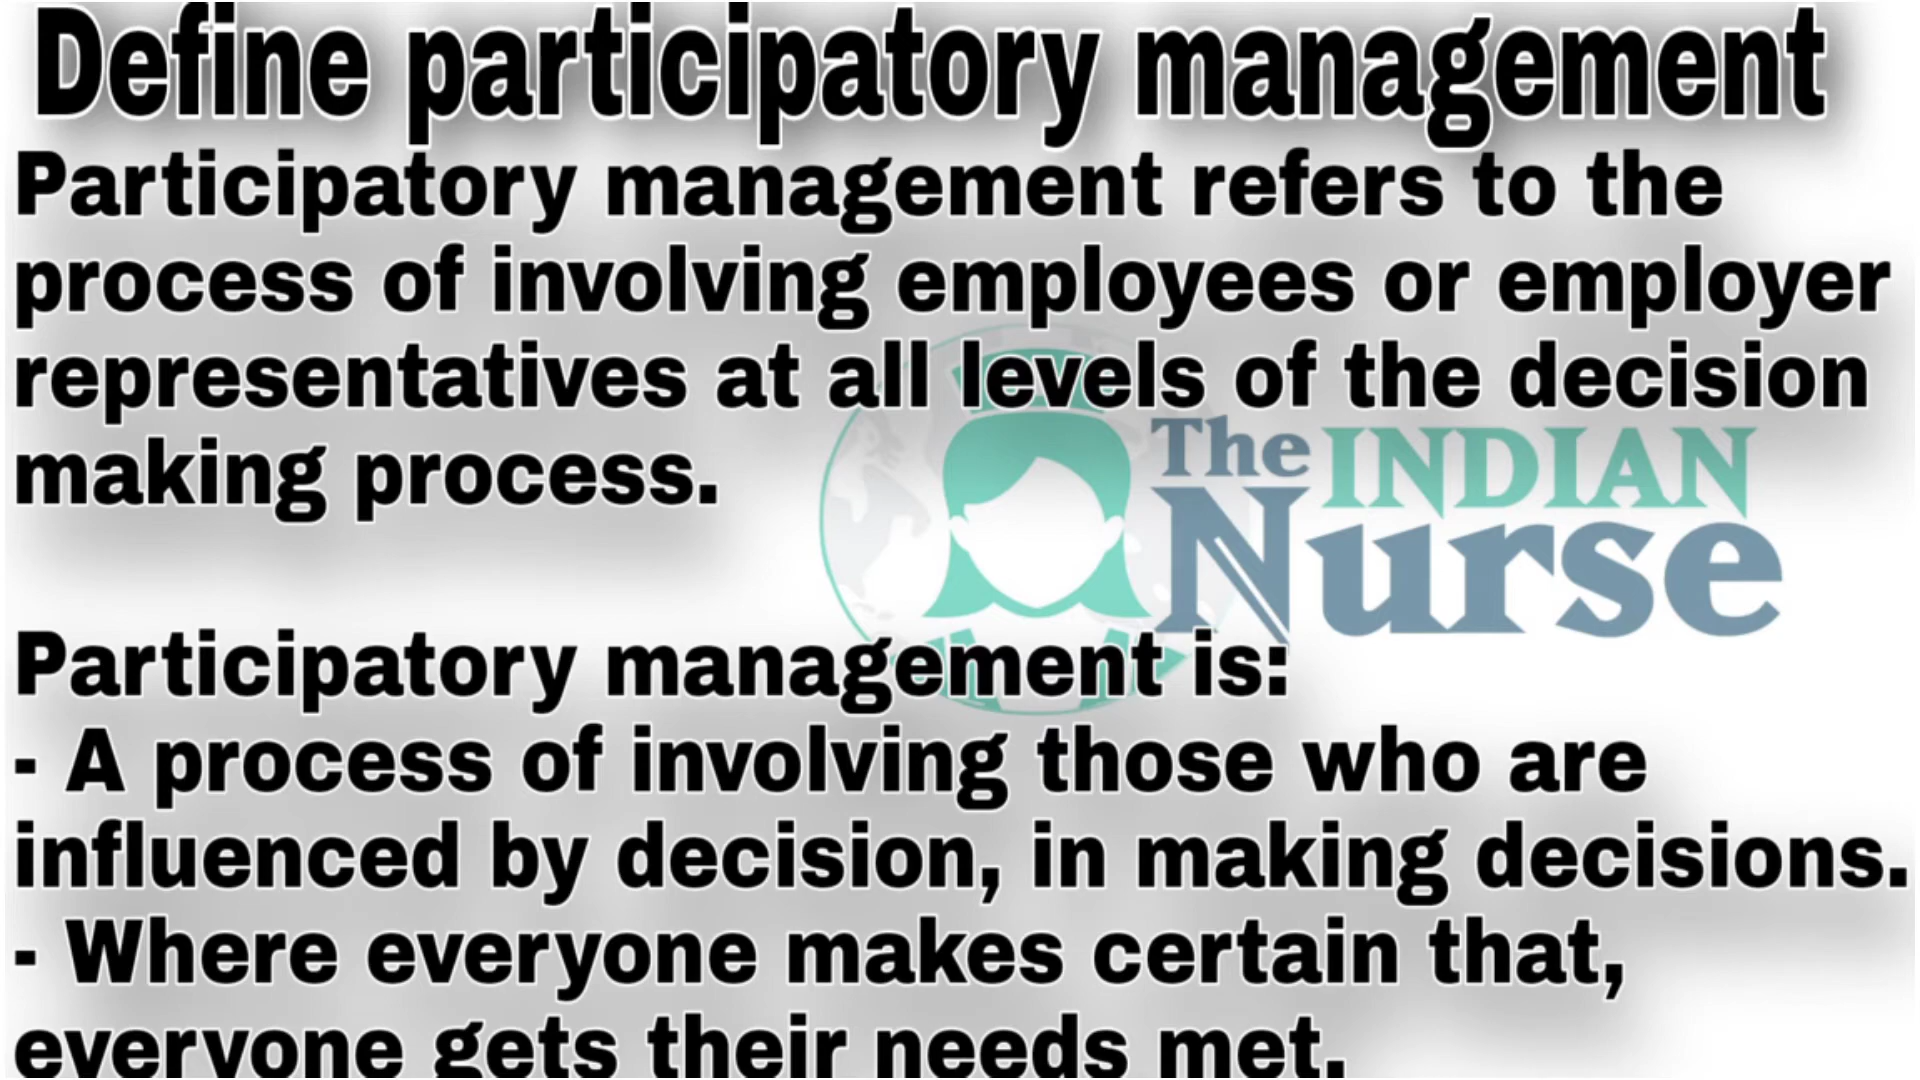 Define participatory management
Participatory management refers to the
process of involving employees or employer
representatives at all levels of the decision
making process.
The INDIAN
Nurse
Participatory management is:
- A process of involving those who are
influenced by decision, in making decisions.
- Where everyone makes certain that,
everyone gets their needs met.